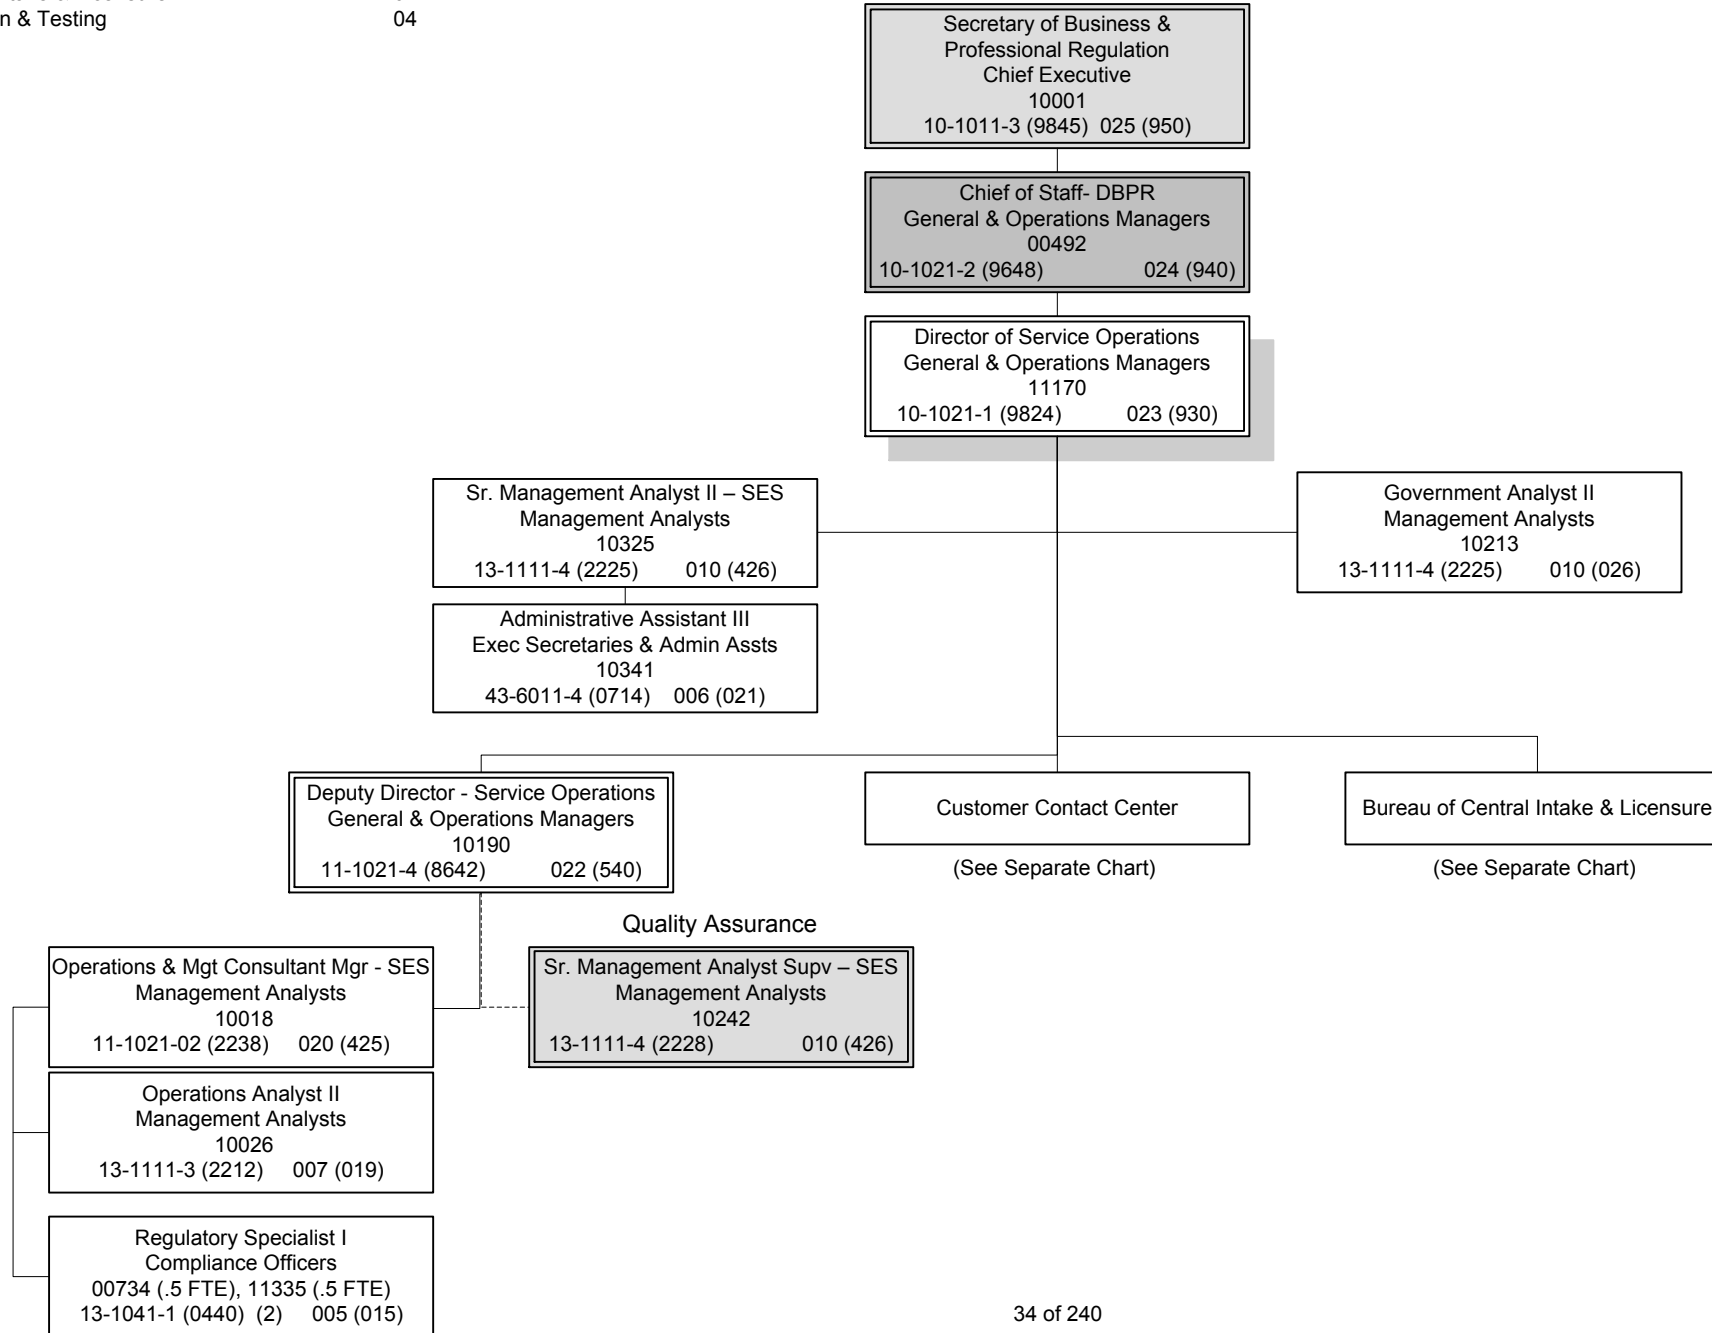 n & Testing 04
Secretary of Business &
Professional Regulation
Chief Executive
10001
10-1011-3 (9845) 025 (950)
Chief of Staff- DBPR
General & Operations Managers
00492
10-1021-2 (9648) 024 (940)
Director of Service Operations
General & Operations Managers
11170
10-1021-1 (9824) 023 (930)
Sr. Management Analyst II – SES
Management Analysts
10325
13-1111-4 (2225) 010 (426)
Government Analyst II
Management Analysts
10213
13-1111-4 (2225) 010 (026)
Administrative Assistant III
Exec Secretaries & Admin Assts
10341
43-6011-4 (0714) 006 (021)
Deputy Director - Service Operations
General & Operations Managers
10190
11-1021-4 (8642) 022 (540)
Customer Contact Center
(See Separate Chart)
Bureau of Central Intake & Licensure
(See Separate Chart)
Quality Assurance
Operations & Mgt Consultant Mgr - SES
Management Analysts
10018
11-1021-02 (2238) 020 (425)
Sr. Management Analyst Supv – SES
Management Analysts
10242
13-1111-4 (2228) 010 (426)
Operations Analyst II
Management Analysts
10026
13-1111-3 (2212) 007 (019)
Regulatory Specialist I
Compliance Officers
00734 (.5 FTE), 11335 (.5 FTE)
13-1041-1 (0440) (2) 005 (015)
34 of 240